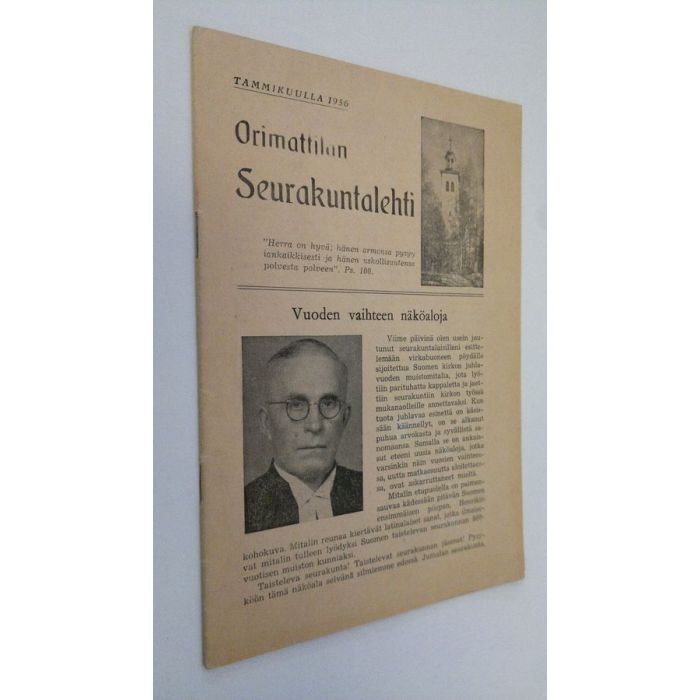 TAMMIKUULLA 1956
Orimattilan
Seurakuntalehti
"Herra on hyvä; hänen armonsa pysyy
iankaikkisesti ja hänen uskollisuutensa
polvesta polveen". Ps. 100.
Vuoden vaihteen näköaloja
Viime päivinä olen usein jou-
tunut seurakuntalaisilleni esitte-
lemään virkahuoneen pöydälle
sijoitettua Suomen kirkon juhla-
vuoden muistomitalia, jota lyö-
tiin parituhatta kappaletta ja jaet-
tiin seurakuntiin kirkon työssä
mukanaolleille annettavaksi. Kun
tuota juhlavaa esinettä on käsis-
sään käännellyt, on se alkanut
puhua arvokasta ja syvällistä sa-
nomaansa. Samalla se on aukais-
sut eteeni uusia näköaloja, jotka
varsinkin näin vuosien vaihtees-
sa, uutta matkaosuutta aloitettaes-
sa, ovat askarruttaneet mieltä.
Mitalin etupuolella on paimen-
sauvaa kädessään pitävän Suomen
ensimmäisen piispan, Henrikin
kohokuva. Mitalin reunaa kiertävät latinalaiset sanat, jotka ilmaise-
vat mitalin tulleen lyödyksi Suomen taistelevan seurakunnan 800-
vuotisen muiston kunniaksi.
Taisteleva seurakunta! Taistelevat seurakunnan jäsenet! Pysy-
köön tämä näköala selvänä silmiemme edessä Jumalan seurakunta,